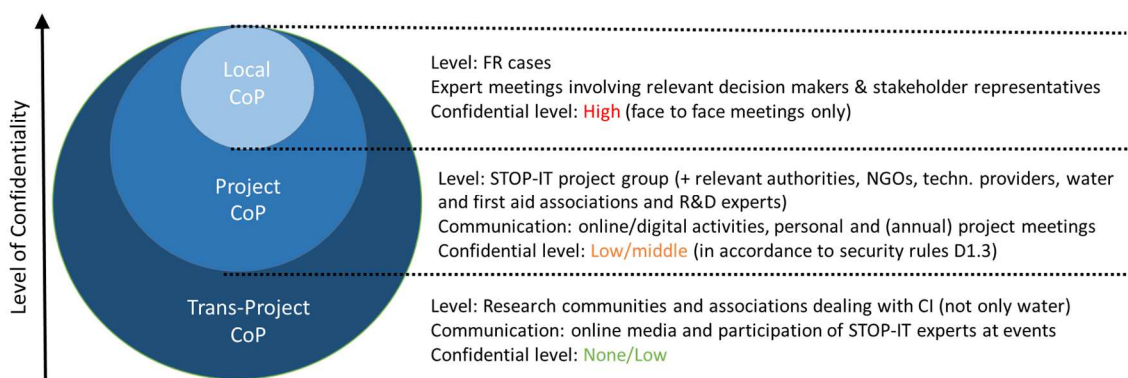 Level of Confidentiality
Local
CoP
Level: FR cases
Expert meetings involving relevant decision makers & stakeholder representatives
Confidential level: High (face to face meetings only)
Project
CoP
Level: STOP-IT project group (+ relevant authorities, NGOs, techn. providers, water
and first aid associations and R&D experts)
Communication: online/digital activities, personal and (annual) project meetings
Confidential level: Low/middle (in accordance to security rules D1.3)
Trans-Project
CoP
Level: Research communities and associations dealing with CI (not only water)
Communication: online media and participation of STOP-IT experts at events
Confidential level: None/Low